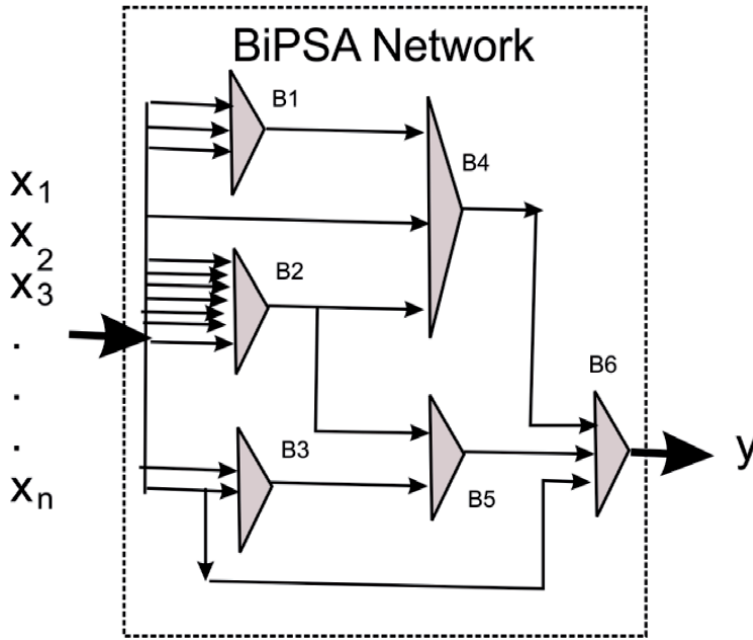 BiPSA Network
B1
B4
x1
x2
B2
x3
.
B6
.
.
B3
y
xn
B5